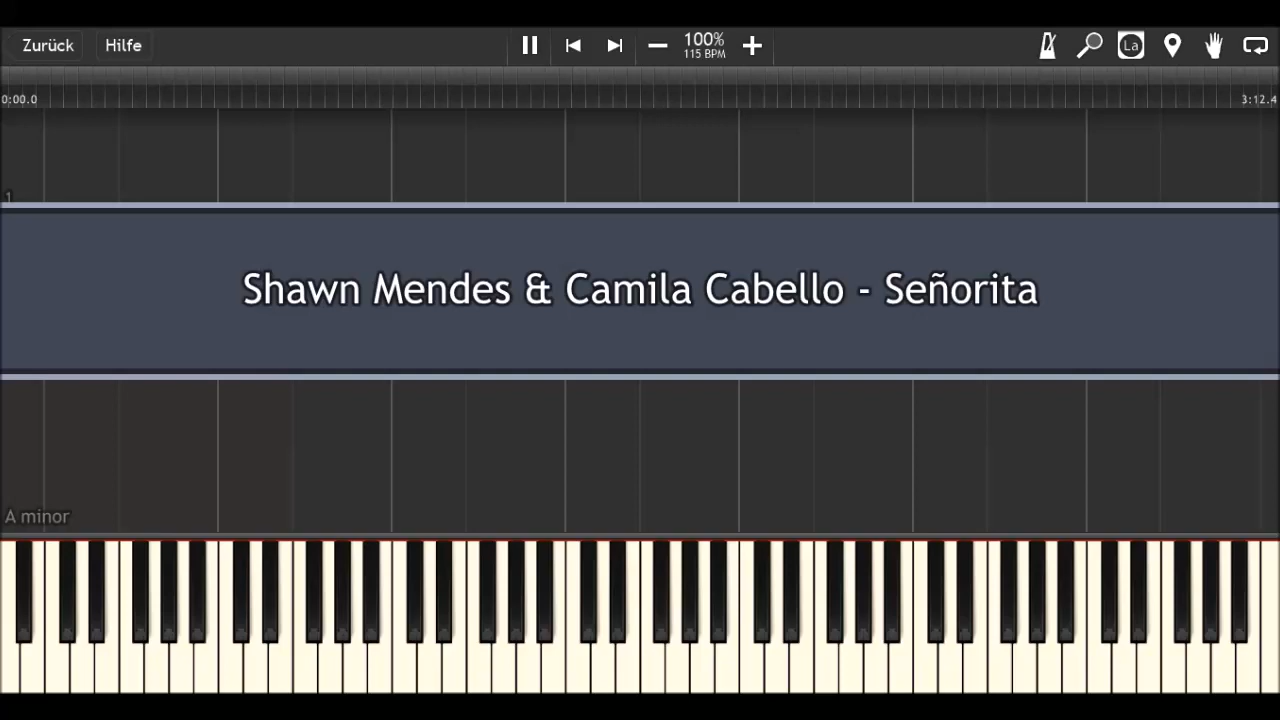 Zurück Hilfe 100% La
115 BPM
0:00.0 3:12.4
1
Shawn Mendes & Camila Cabello - Señorita
A minor